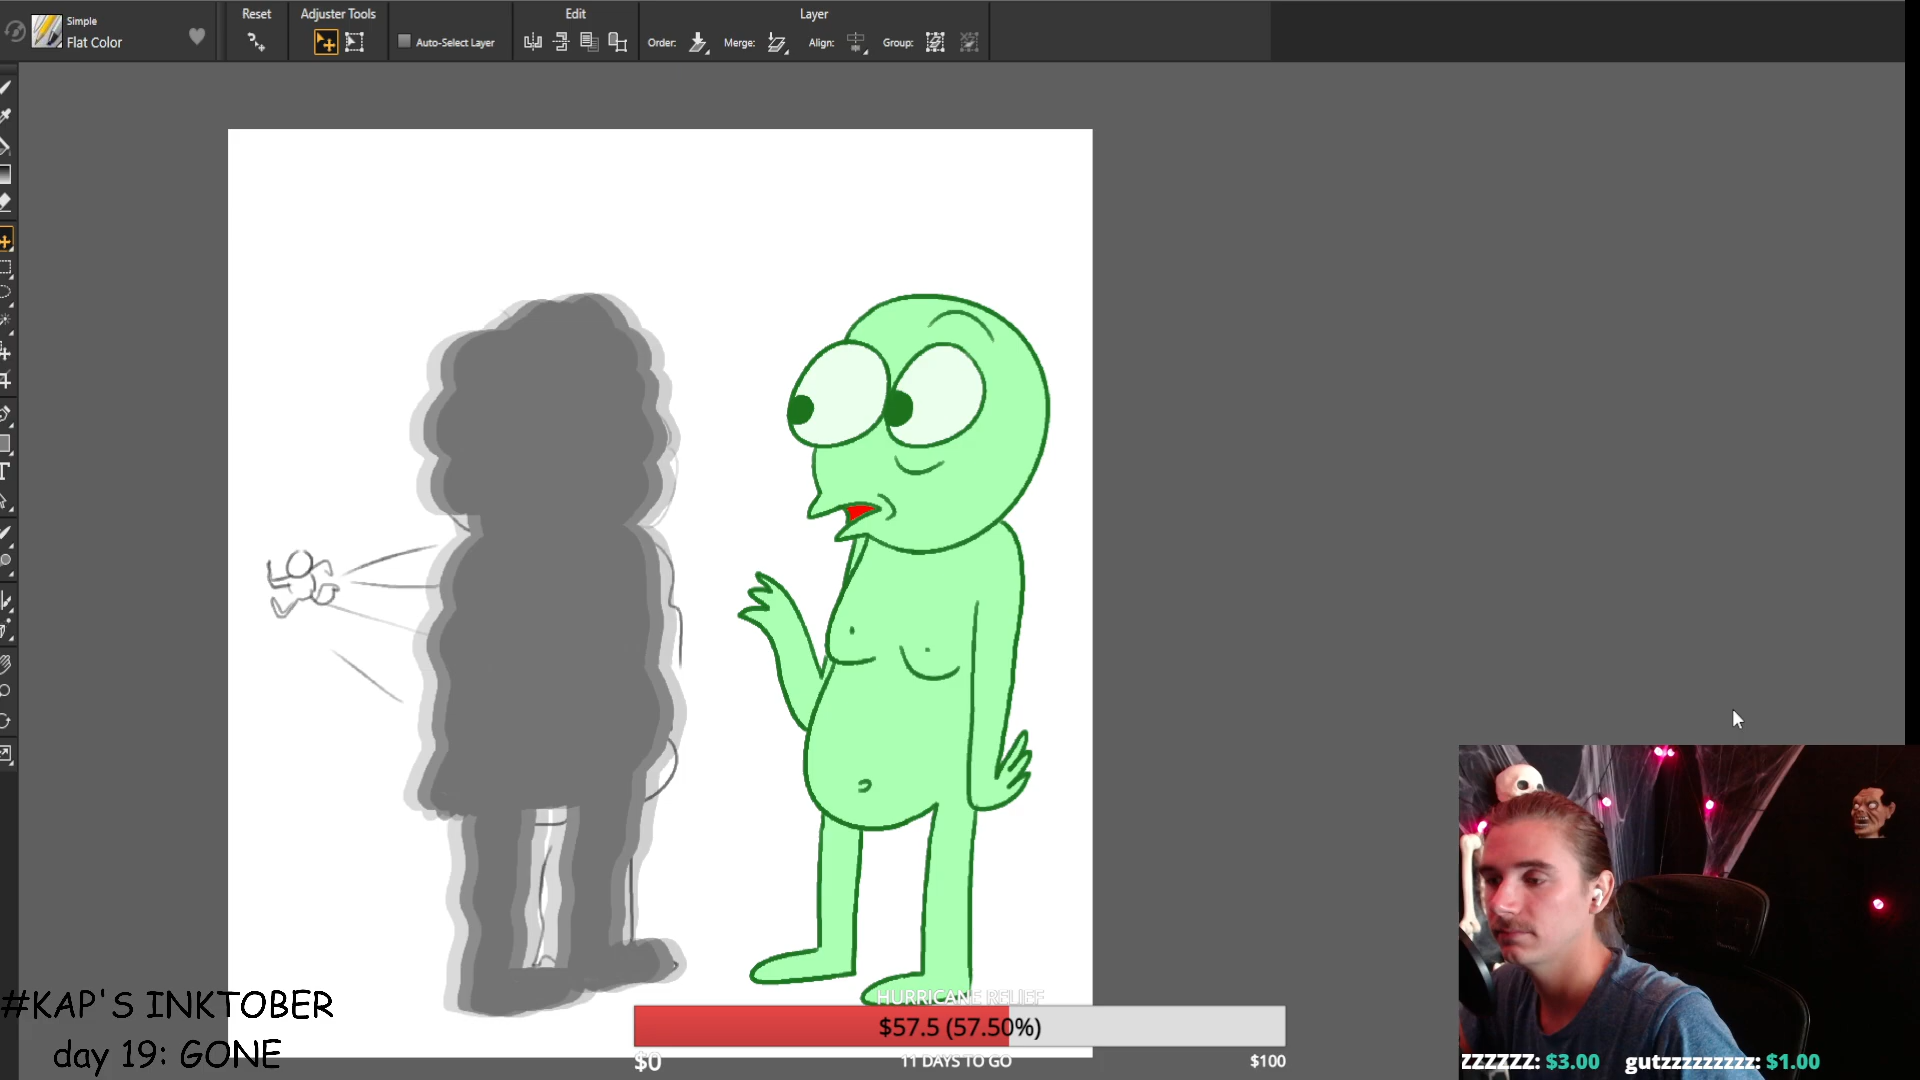 Simple
Flat Color
Reset
Adjuster Tools
Edit
Layer
Auto-Select Layer
Order:
Merge:
Align:
Group:
#KAP'S INKTOBER
day 19: GONE
HURRICANE RELIEF
$57.5 (57.50%)
$0
11 DAYS TO GO
$100
ZZZZZZ: $3.00
gutzzzzzzzzz: $1.00